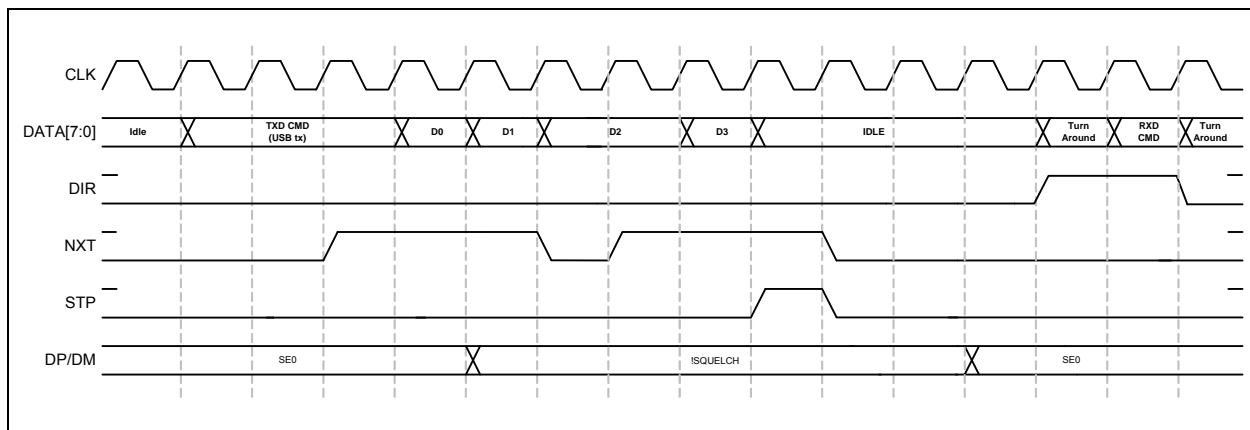 CLK
DATA[7:0]
Idle
TXD CMD
(USB tx)
D0
D1
D2
D3
IDLE
Turn
Around
RXD
CMD
Turn
Around
DIR
NXT
STP
DP/DM
SE0
!SQUELCH
SE0